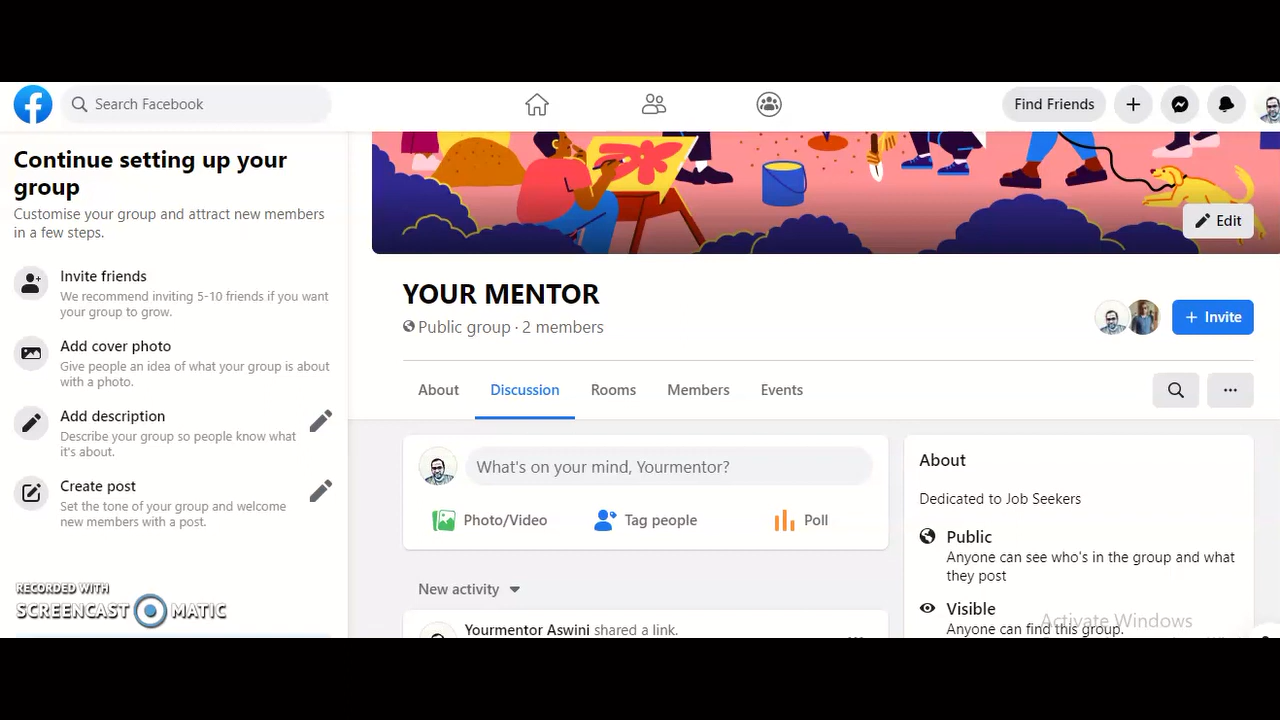 Search Facebook
Find Friends
Continue setting up your
group
Customise your group and attract new members
in a few steps.
Invite friends
We recommend inviting 5-10 friends if you want
your group to grow.
Add cover photo
Give people an idea of what your group is about
with a photo.
Add description
Describe your group so people know what
it's about.
Create post
Set the tone of your group and welcome
new members with a post.
RECORDED WITH
SCREENCAST MATIC
Edit
YOUR MENTOR
Public group · 2 members
+ Invite
About Discussion Rooms Members Events
What's on your mind, Yourmentor?
Photo/Video Tag people Poll
New activity
Yourmentor Aswini shared a link.
About
Dedicated to Job Seekers
Public
Anyone can see who's in the group and what
they post
Visible
Anyone can find this group.
Activate Windows